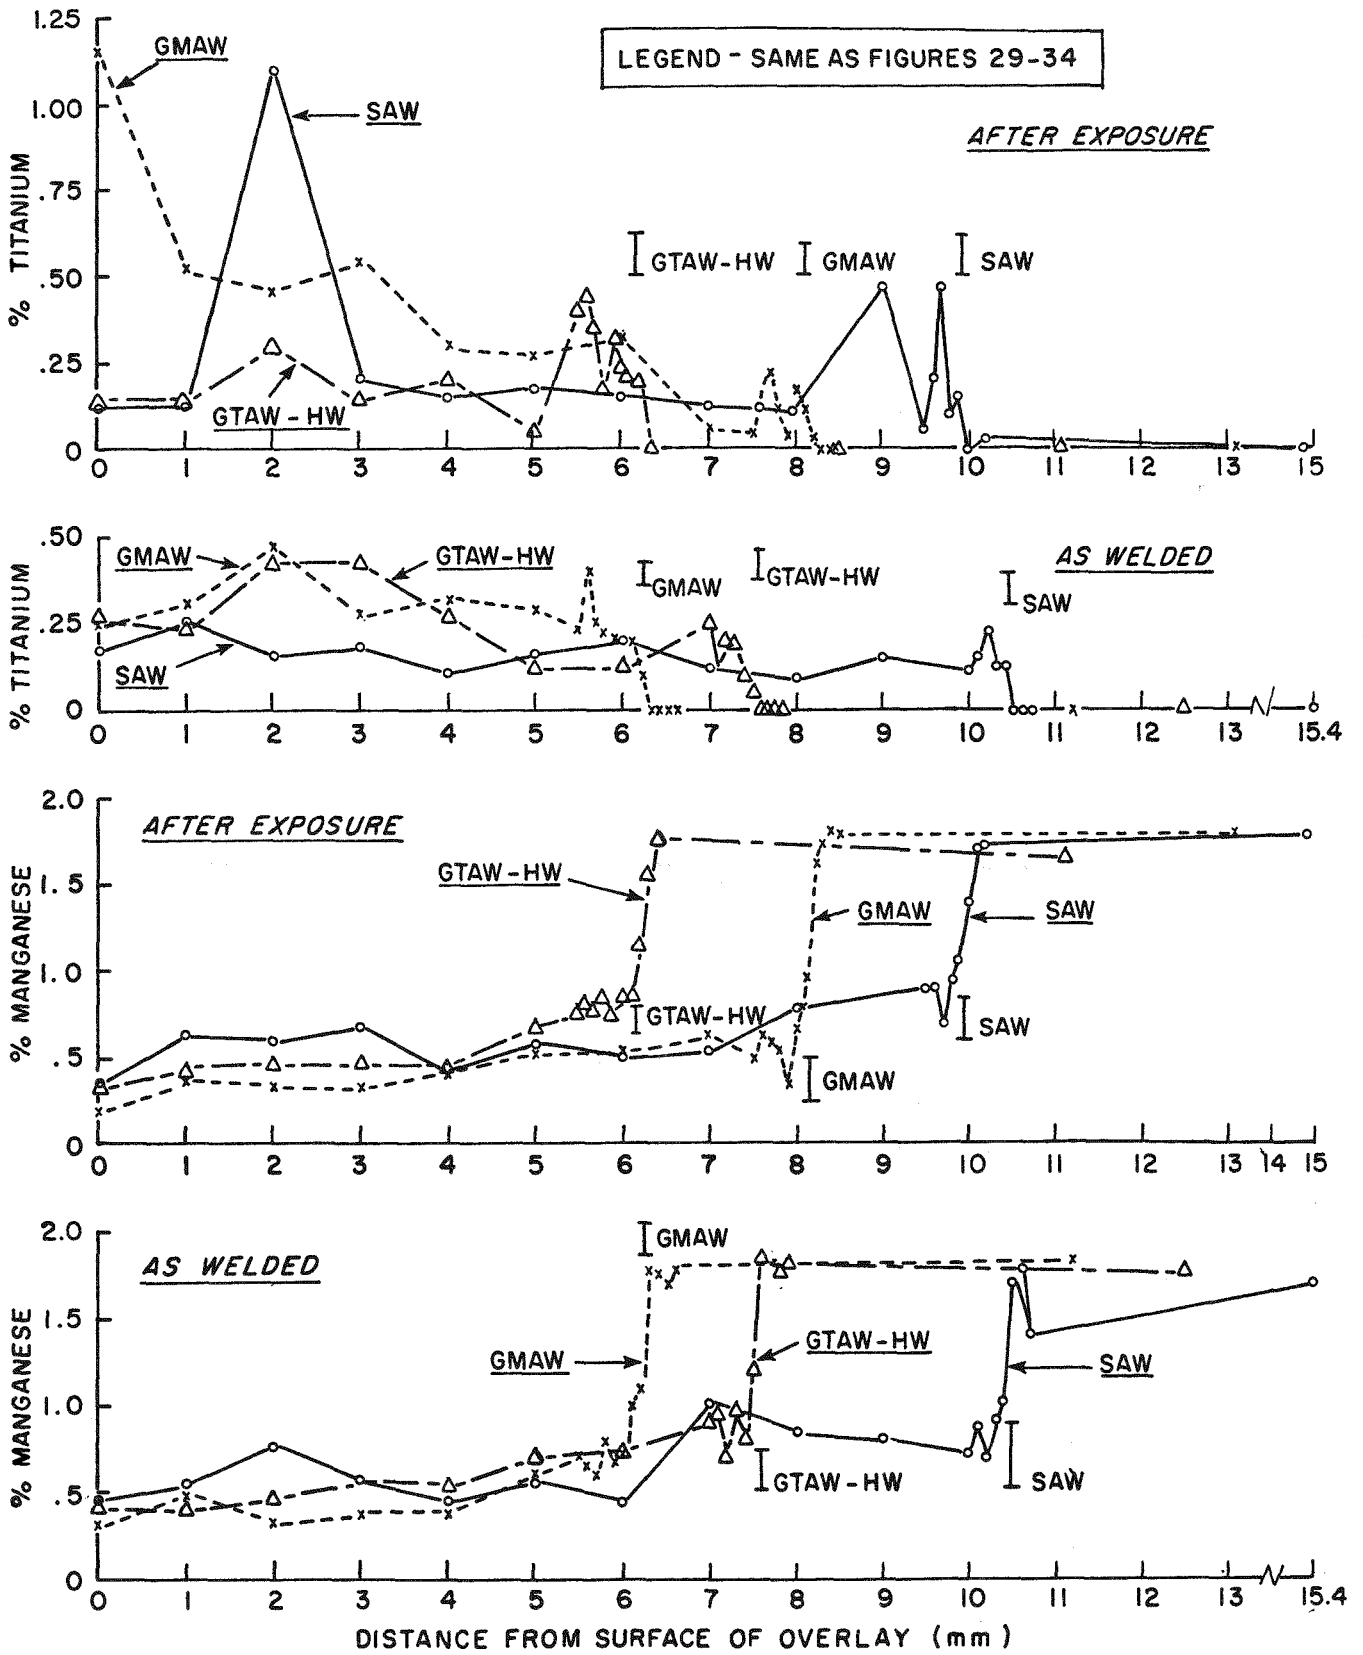 1.25
GMAW
LEGEND - SAME AS FIGURES 29-34
1.00
SAW
AFTER EXPOSURE
% TITANIUM
.75
.50
GTAW-HW
GMAW
SAW
.25
GTAW-HW
0
0 1 2 3 4 5 6 7 8 9 10 11 12 13 15
.50
GMAW
GTAW-HW
GMAW
GTAW-HW
AS WELDED
SAW
% TITANIUM
.25
SAW
0
0 1 2 3 4 5 6 7 8 9 10 11 12 13 15.4
2.0
AFTER EXPOSURE
GTAW-HW
1.5
GMAW
SAW
% MANGANESE
1.0
GTAW-HW
SAW
.5
GMAW
0
0 1 2 3 4 5 6 7 8 9 10 11 12 13 14 15
2.0
GMAW
AS WELDED
1.5
GMAW
GTAW-HW
SAW
% MANGANESE
1.0
GTAW-HW
SAW
.5
0
0 1 2 3 4 5 6 7 8 9 10 11 12 13 15.4
DISTANCE FROM SURFACE OF OVERLAY (mm)